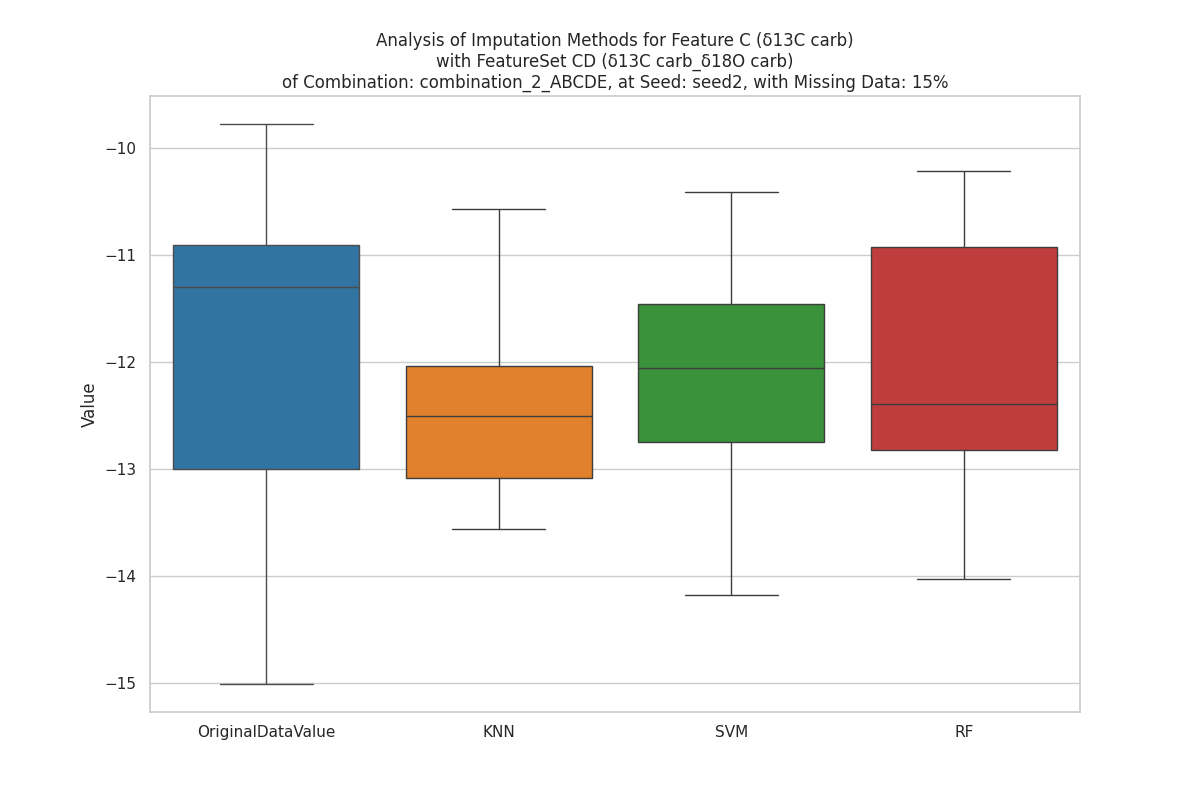 Analysis of Imputation Methods for Feature C (δ13C carb)
with FeatureSet CD (δ13C carb_δ18O carb)
of Combination: combination_2_ABCDE, at Seed: seed2, with Missing Data: 15%
−10
−11
−12
−13
−14
−15
Value
OriginalDataValue
KNN
SVM
RF